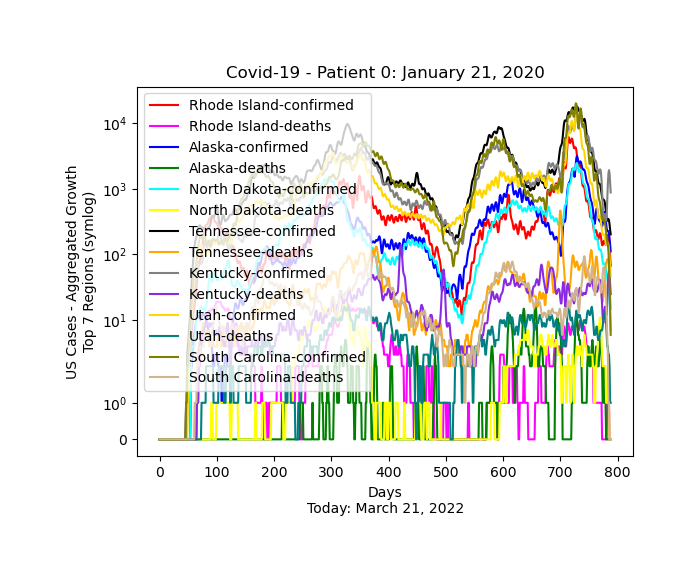 Covid-19 - Patient 0: January 21, 2020
US Cases - Aggregated Growth
Top 7 Regions (symlog)
10^4
10^3
10^2
10^1
10^0
0
Rhode Island-confirmed
Rhode Island-deaths
Alaska-confirmed
Alaska-deaths
North Dakota-confirmed
North Dakota-deaths
Tennessee-confirmed
Tennessee-deaths
Kentucky-confirmed
Kentucky-deaths
Utah-confirmed
Utah-deaths
South Carolina-confirmed
South Carolina-deaths
0 100 200 300 400 500 600 700 800
Days
Today: March 21, 2022